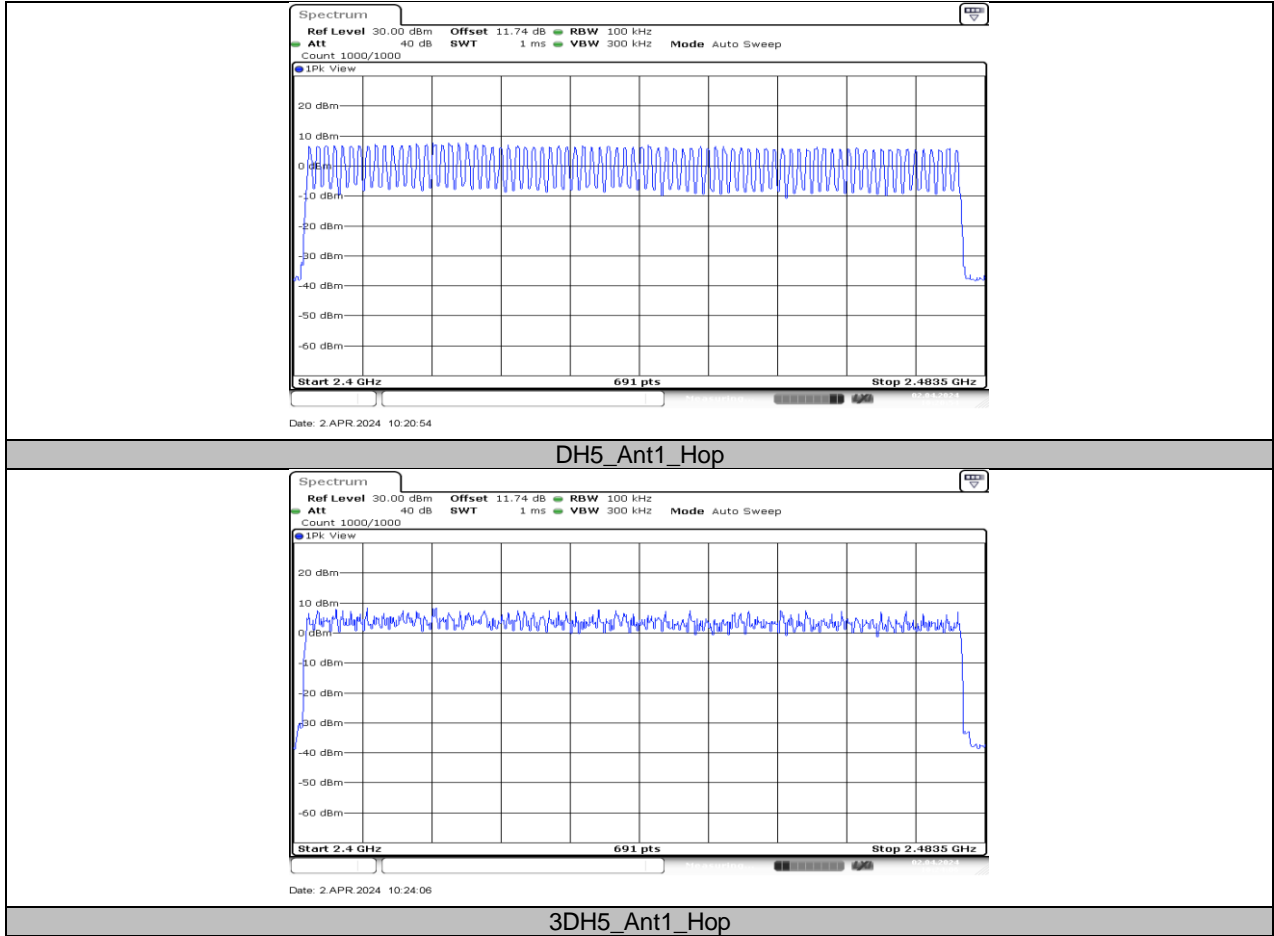 Spectrum
Ref Level 30.00 dBm Offset 11.74 dB RBW 100 kHz
Att 40 dB SWT 1 ms VBW 300 kHz Mode Auto Sweep
Count 1000/1000
1Pk View
20 dBm
10 dBm
0 dBm
-10 dBm
-20 dBm
-30 dBm
-40 dBm
-50 dBm
-60 dBm
Start 2.4 GHz 691 pts Stop 2.4835 GHz
Date: 2.APR.2024 10:20:54
DH5_Ant1_Hop
Spectrum
Ref Level 30.00 dBm Offset 11.74 dB RBW 100 kHz
Att 40 dB SWT 1 ms VBW 300 kHz Mode Auto Sweep
Count 1000/1000
1Pk View
20 dBm
10 dBm
0 dBm
-10 dBm
-20 dBm
-30 dBm
-40 dBm
-50 dBm
-60 dBm
Start 2.4 GHz 691 pts Stop 2.4835 GHz
Date: 2.APR.2024 10:24:06
3DH5_Ant1_Hop